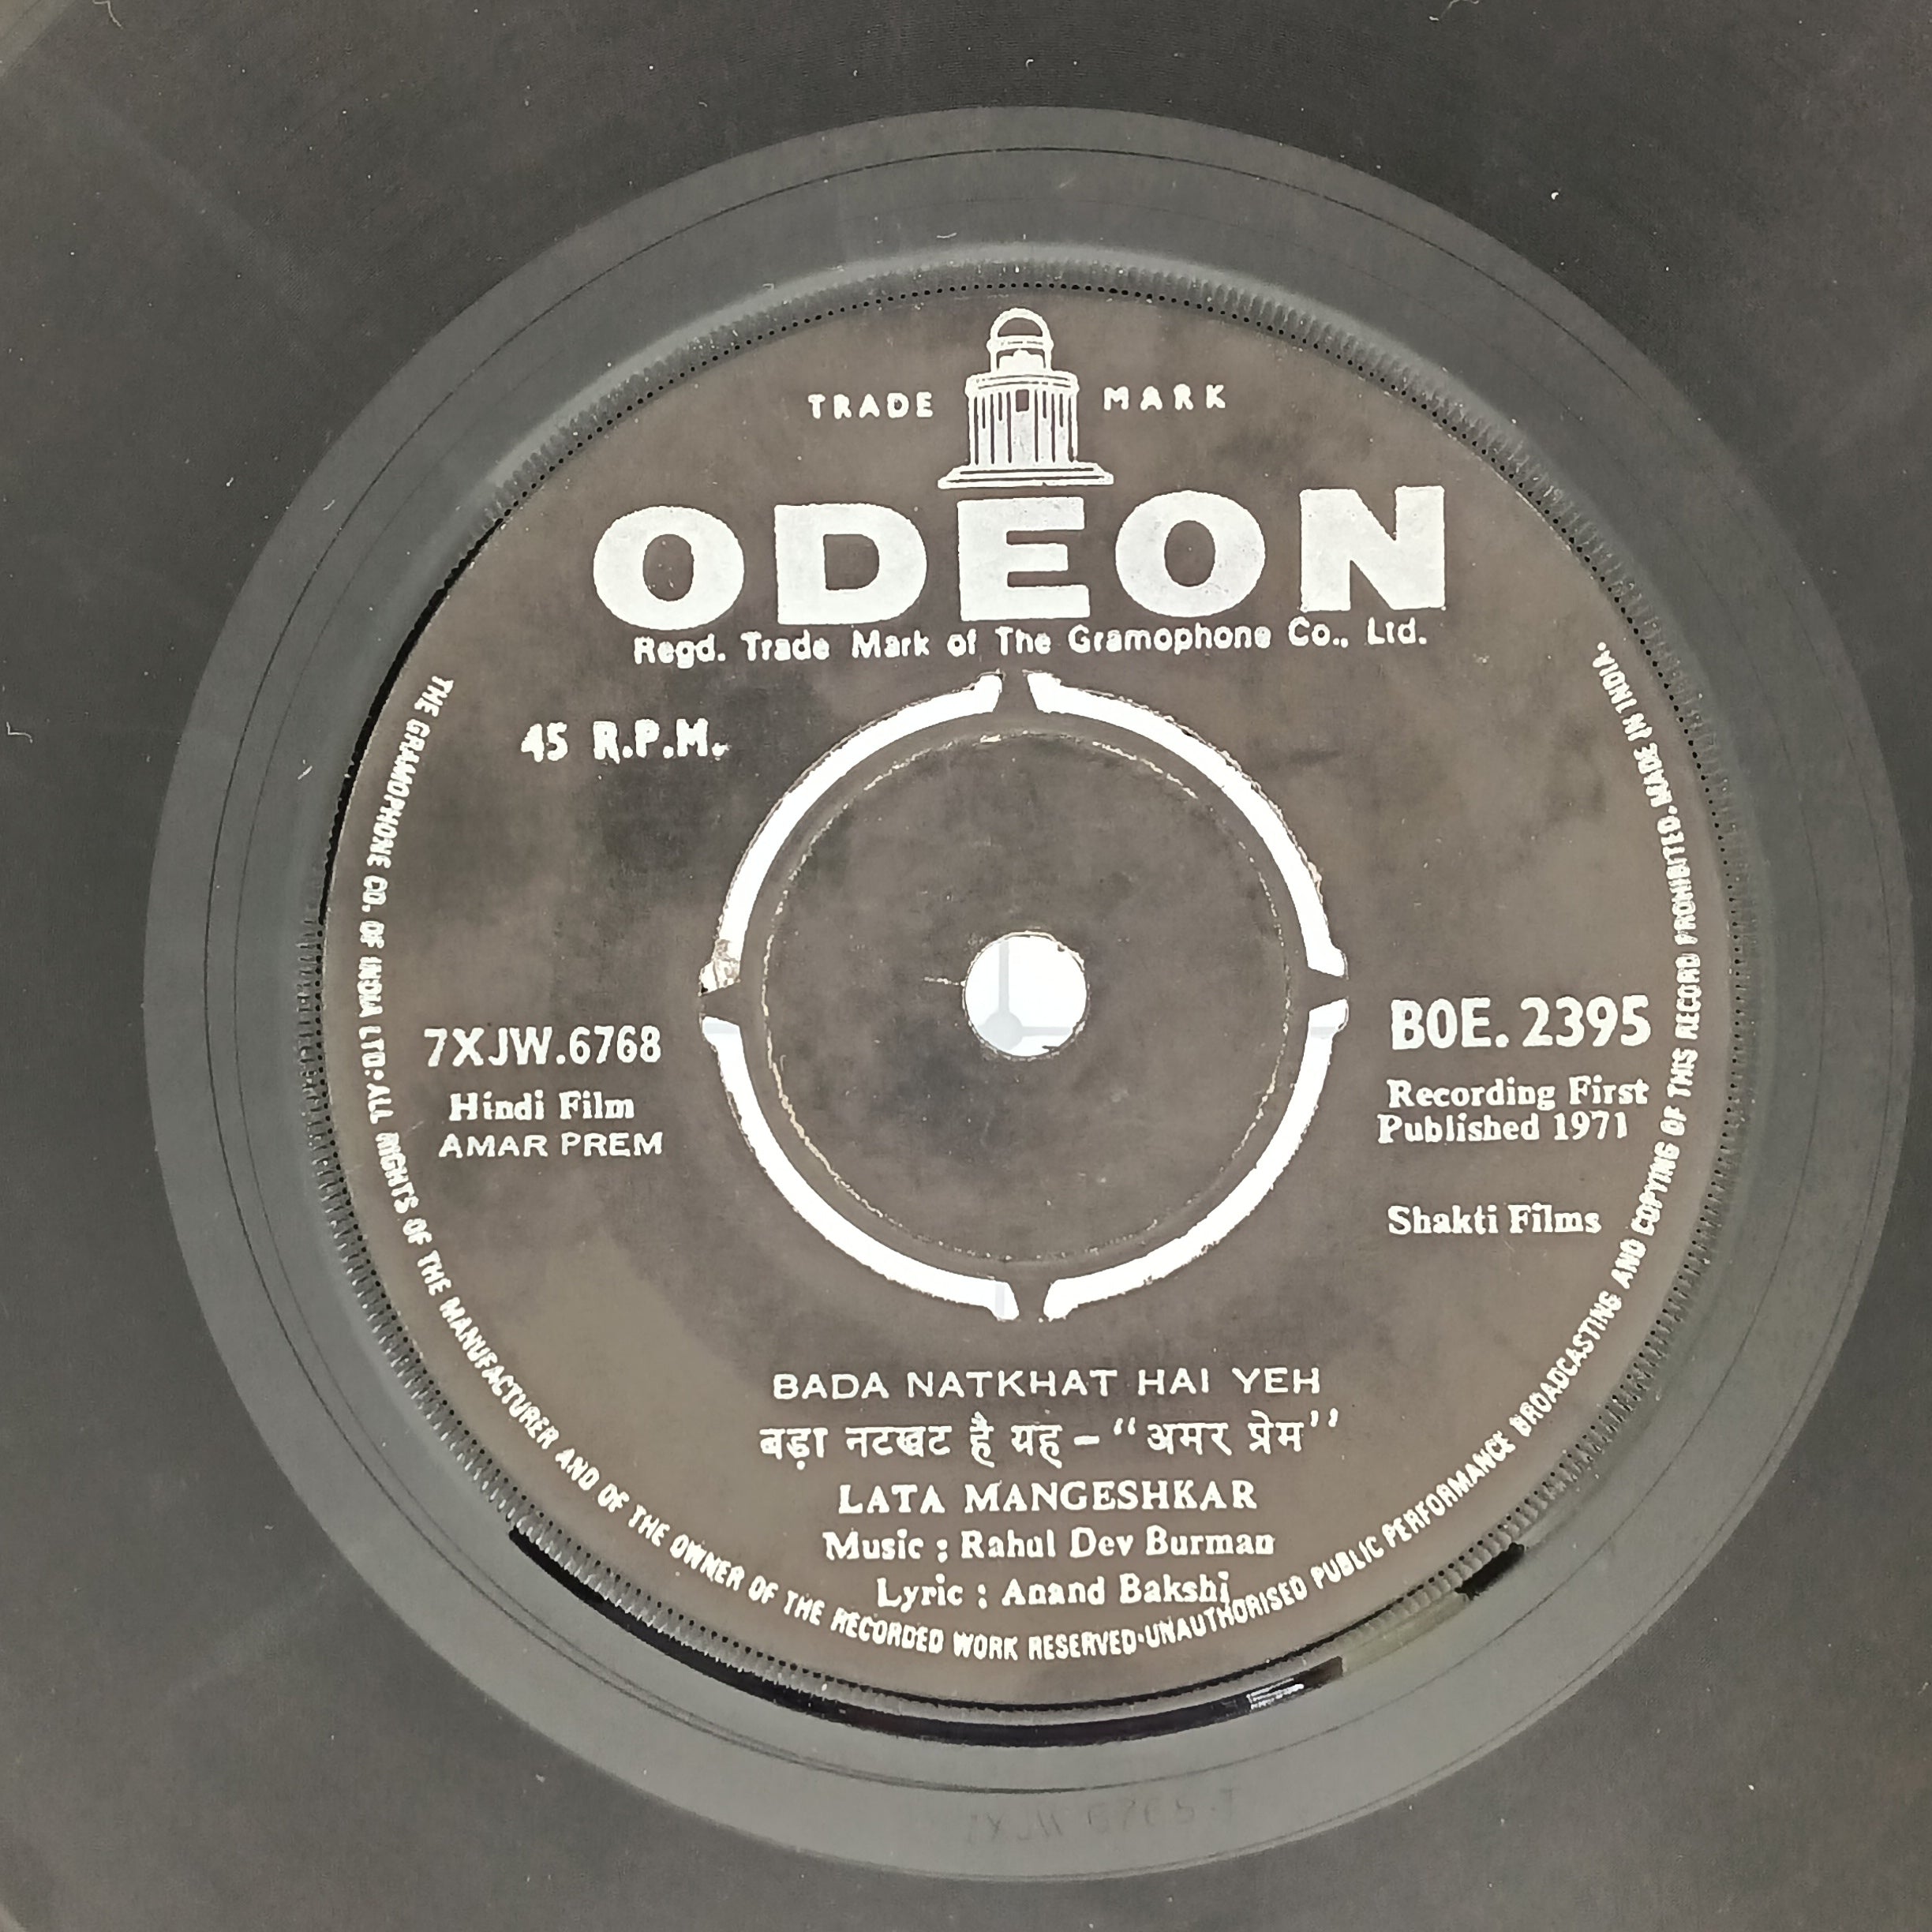 TRADE MARK
ODEON
Regd. Trade Mark of The Gramophone Co., Ltd.
45 R.P.M.
7XJW.6768
Hindi Film
AMAR PREM
BOE. 2395
Recording First
Published 1971
Shakti Films
BADA NATKHAT HAI YEH
बड़ा नटखट है यह – “अमर प्रेम”
LATA MANGESHKAR
Music : Rahul Dev Burman
Lyric : Anand Bakshi
THE GRAMOPHONE CO. OF INDIA LTD. ALL RIGHTS OF THE MANUFACTURER AND OF THE OWNER OF THE RECORDED WORK RESERVED·UNAUTHORISED PUBLIC PERFORMANCE BROADCASTING AND COPYING OF THIS RECORD PROHIBITED. MADE IN INDIA.